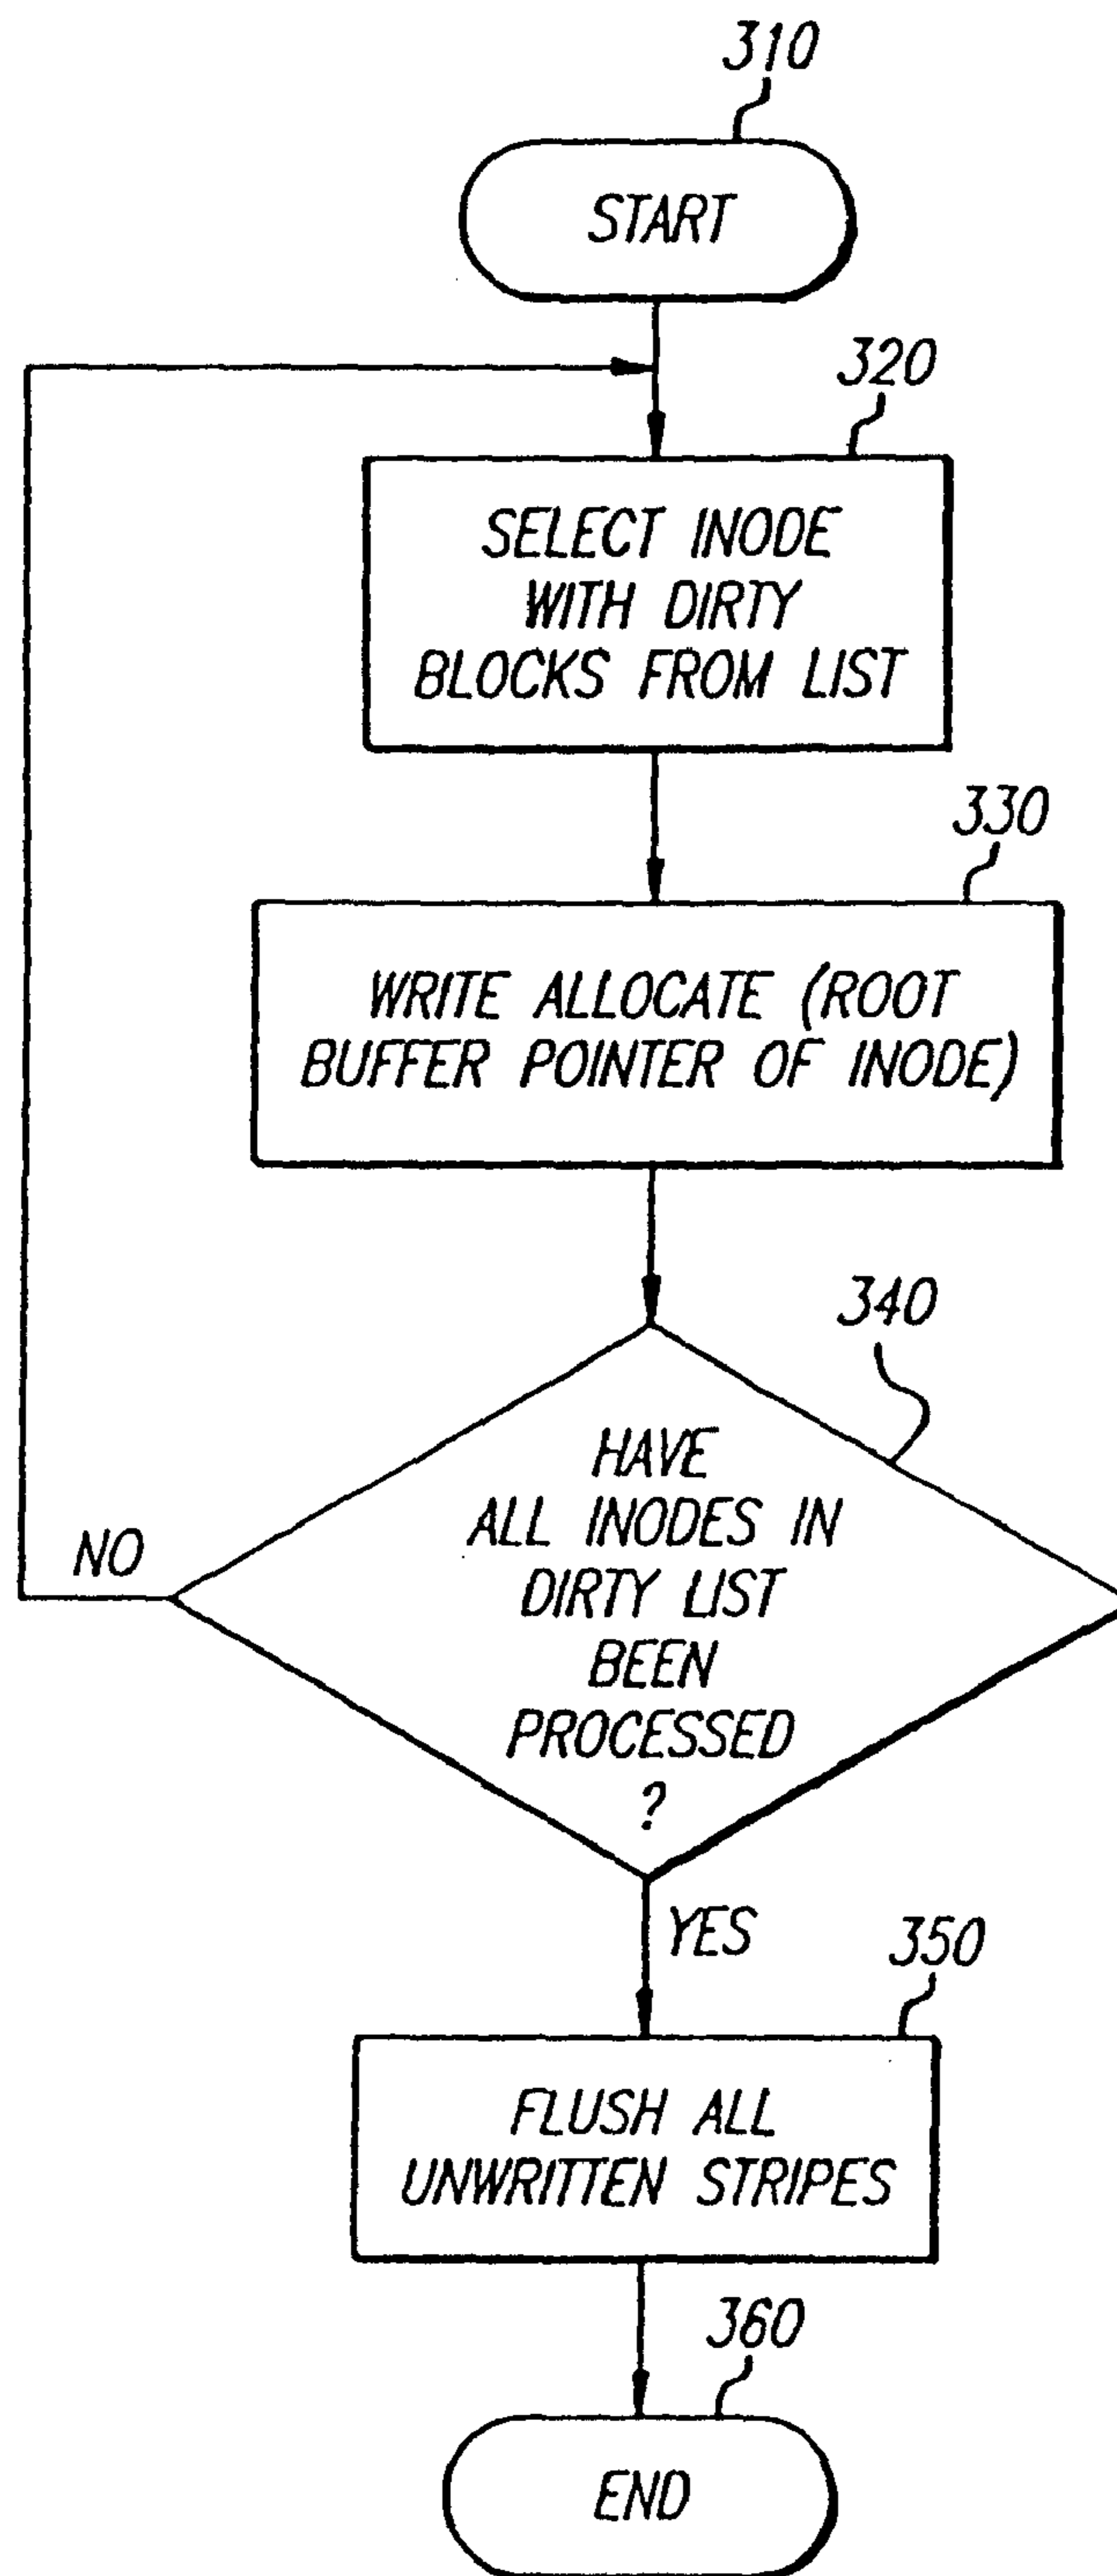 310
START
320
SELECT INODE
WITH DIRTY
BLOCKS FROM LIST
330
WRITE ALLOCATE (ROOT
BUFFER POINTER OF INODE)
340
HAVE
ALL INODES IN
DIRTY LIST
BEEN
PROCESSED
?
NO
YES
350
FLUSH ALL
UNWRITTEN STRIPES
360
END